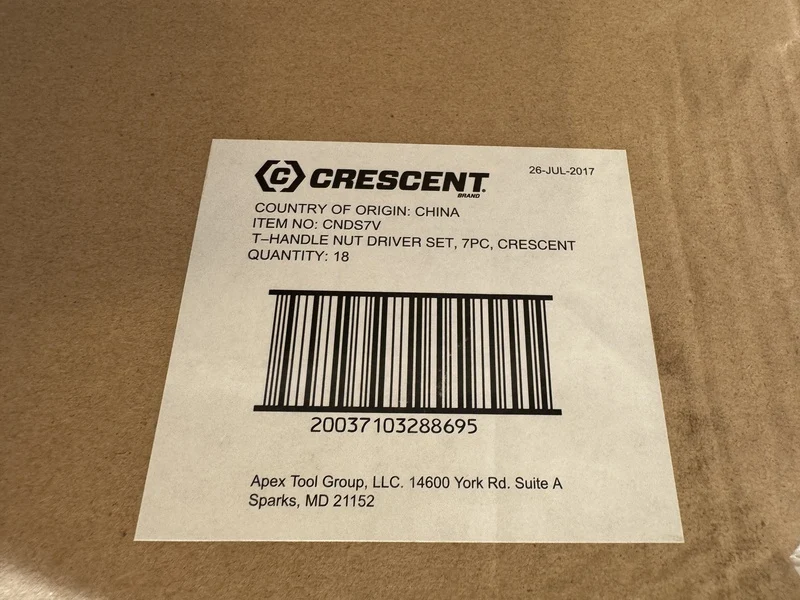 C CRESCENT.
BRAND
26-JUL-2017
COUNTRY OF ORIGIN: CHINA
ITEM NO: CNDS7V
T-HANDLE NUT DRIVER SET, 7PC, CRESCENT
QUANTITY: 18
20037103288695
Apex Tool Group, LLC. 14600 York Rd. Suite A
Sparks, MD 21152